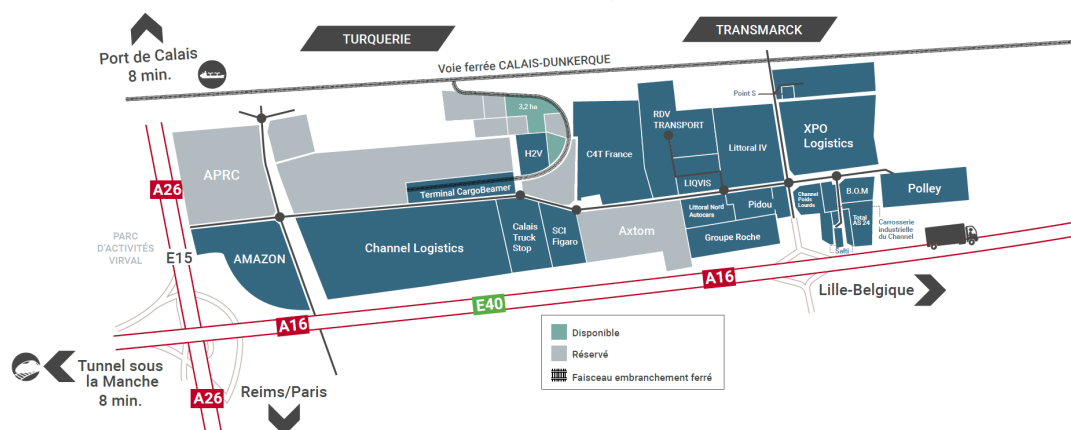 TURQUERIE
TRANSMARCK
Port de Calais
8 min.
Voie ferrée CALAIS-DUNKERQUE
Point S
3,2 ha
RDV
TRANSPORT
XPO
Logistics
H2V
C4T France
Littoral IV
APRC
A26
Terminal CargoBeamer
LIQVIS
Channel
Poids
Lourds
B.O.M
Polley
Littoral Nord
Autocars
Pidou
PARC
D'ACTIVITÉS
VIRVAL
E15
AMAZON
Channel Logistics
Calais
Truck
Stop
SCI
Figaro
Axtom
Groupe Roche
Total
AS 24
Carrosserie
industrielle
du Channel
Salti
A16
Lille-Belgique
E40
A16
Disponible
Réservé
Faisceau embranchement ferré
Tunnel sous
la Manche
8 min.
A26
Reims/Paris